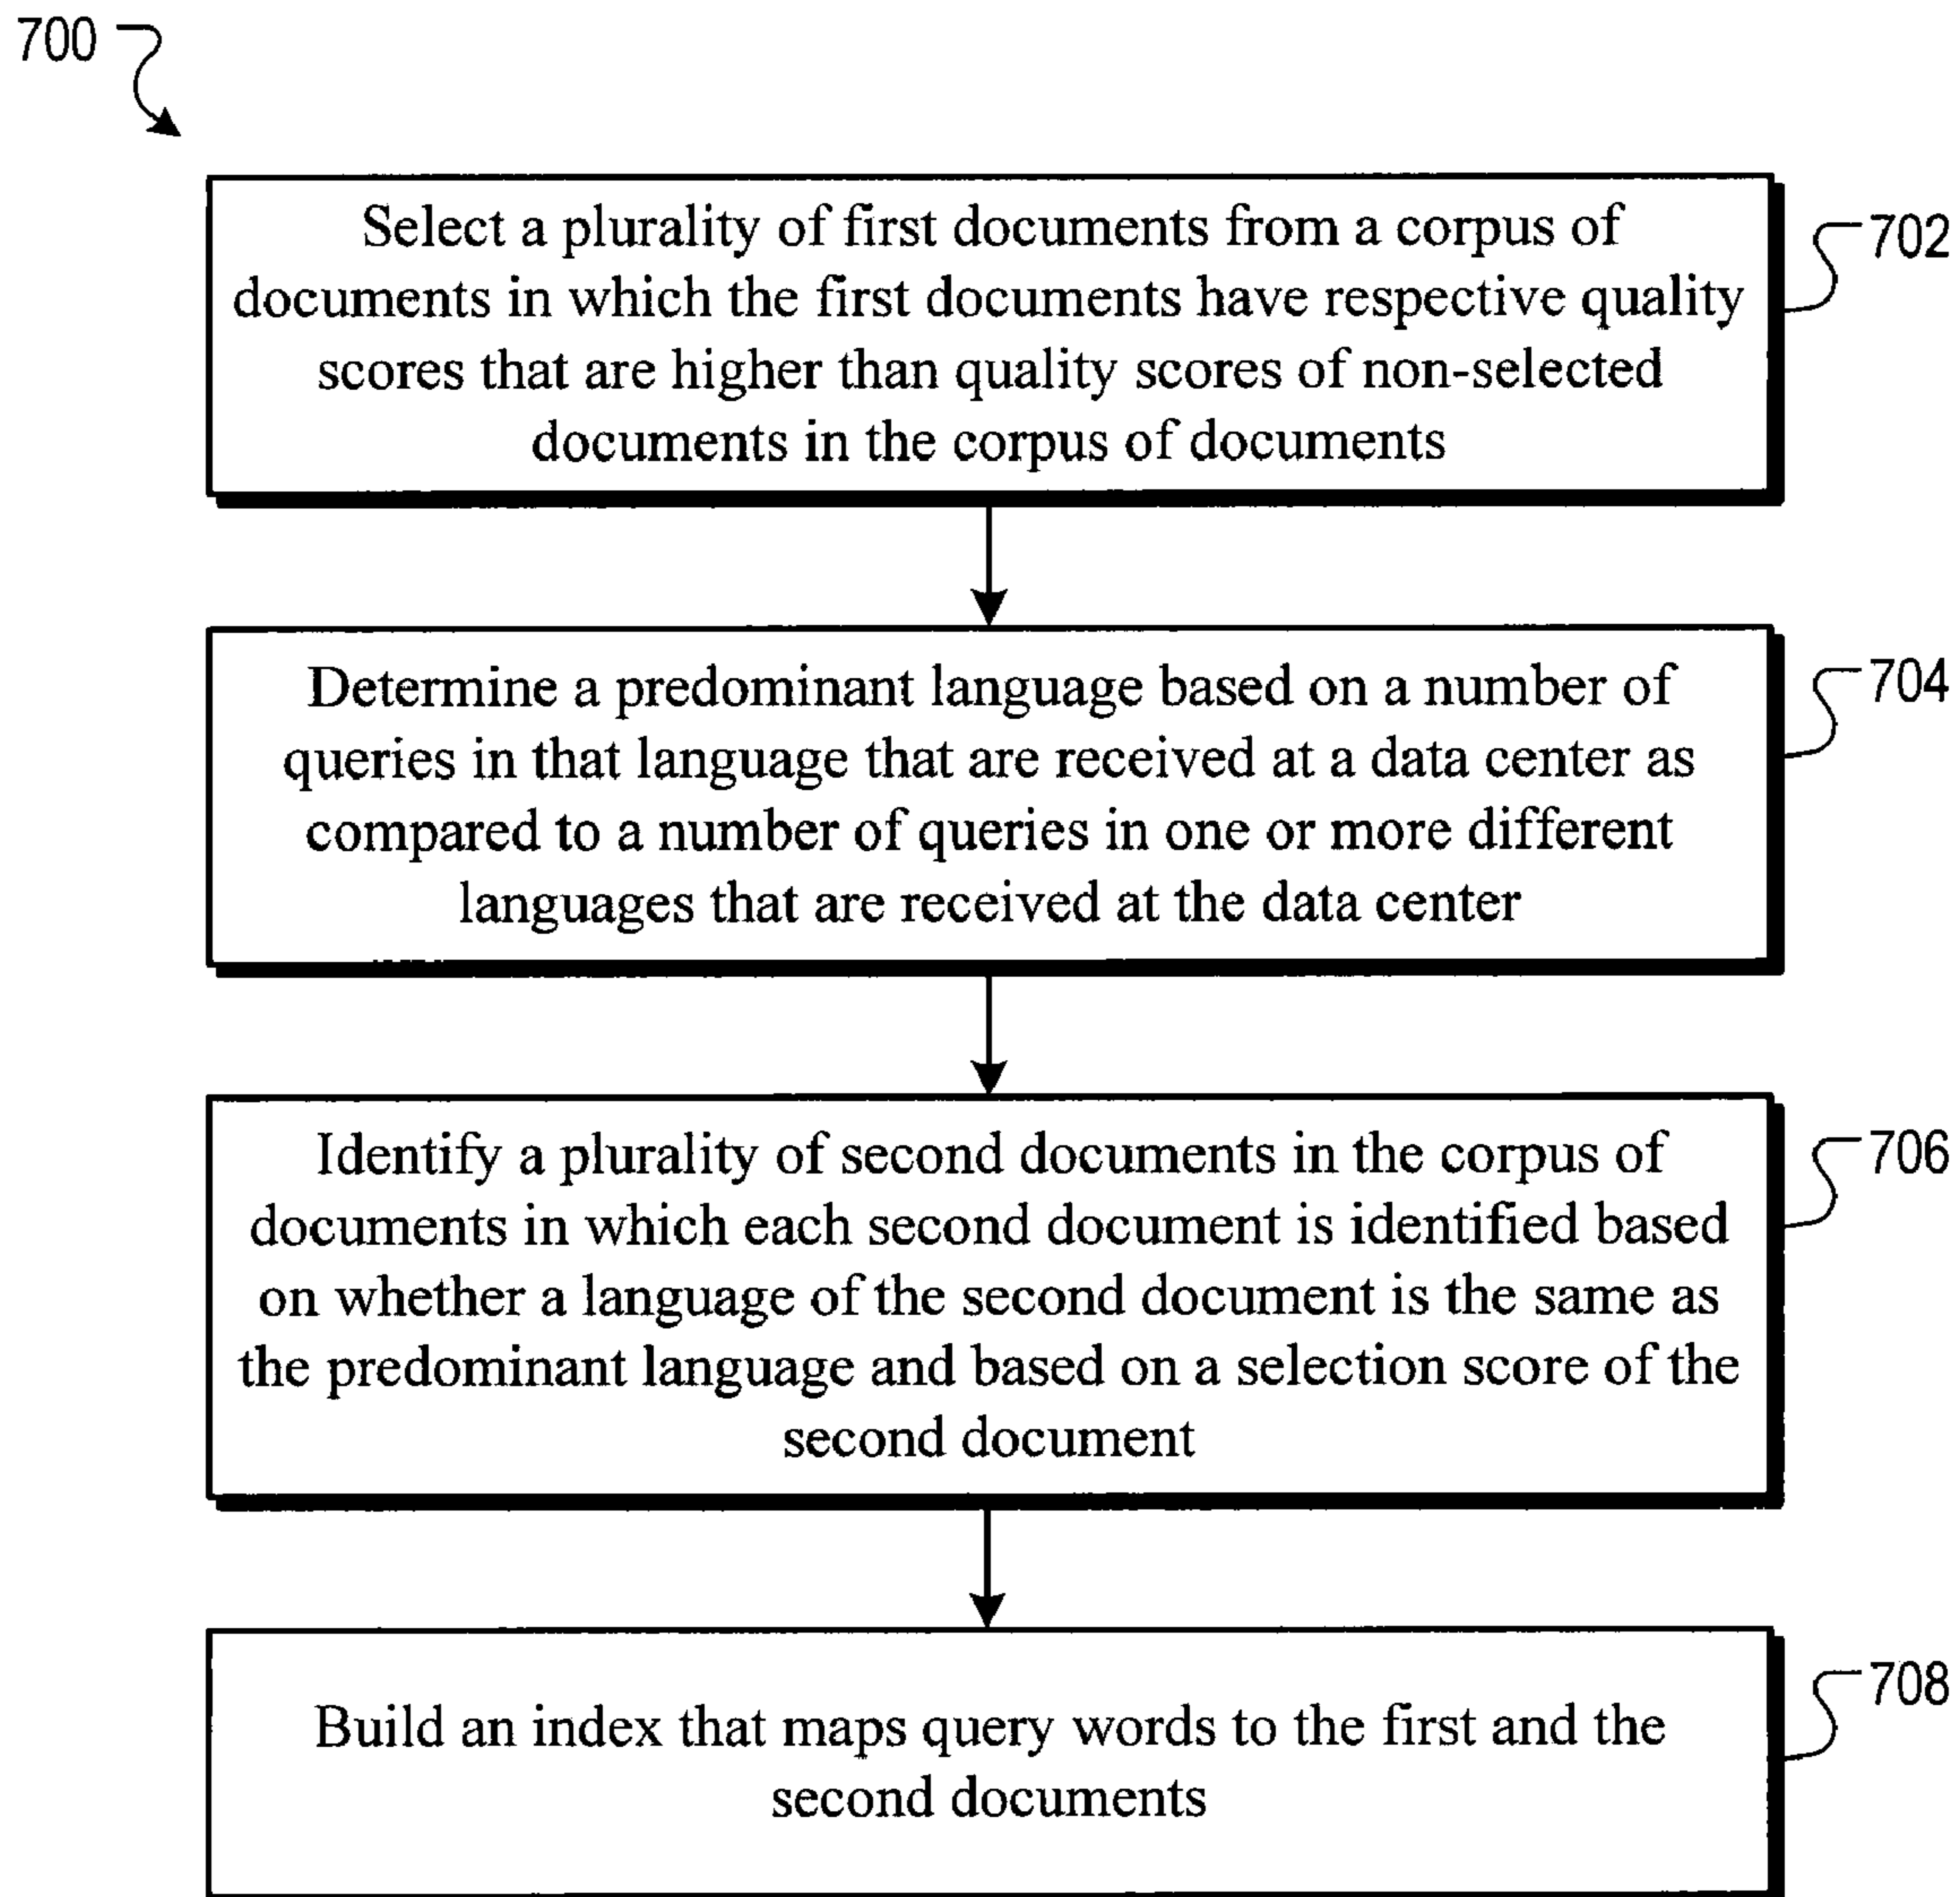 700
Select a plurality of first documents from a corpus of
documents in which the first documents have respective quality
scores that are higher than quality scores of non-selected
documents in the corpus of documents
702
Determine a predominant language based on a number of
queries in that language that are received at a data center as
compared to a number of queries in one or more different
languages that are received at the data center
704
Identify a plurality of second documents in the corpus of
documents in which each second document is identified based
on whether a language of the second document is the same as
the predominant language and based on a selection score of the
second document
706
Build an index that maps query words to the first and the
second documents
708